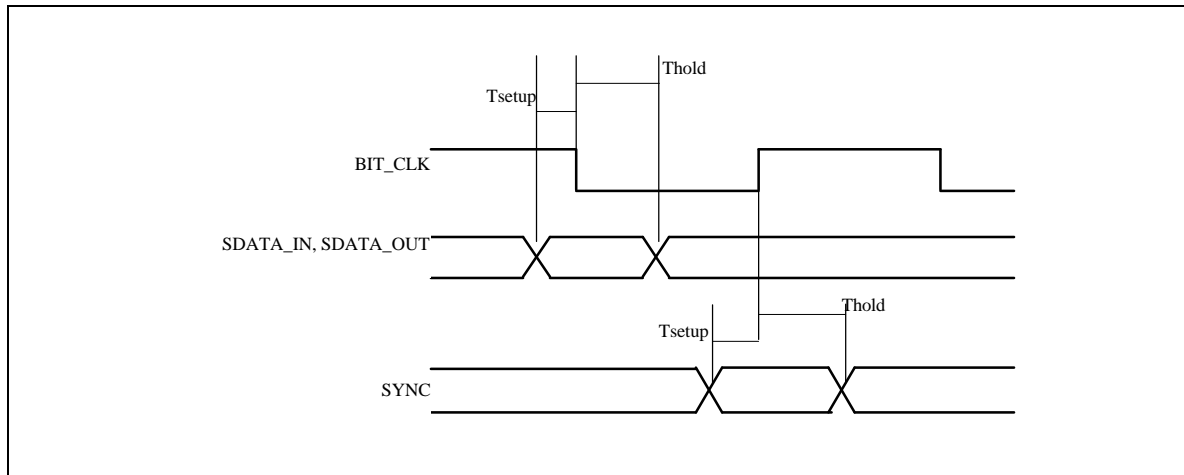 Thold
Tsetup
BIT_CLK
SDATA_IN, SDATA_OUT
Thold
Tsetup
SYNC